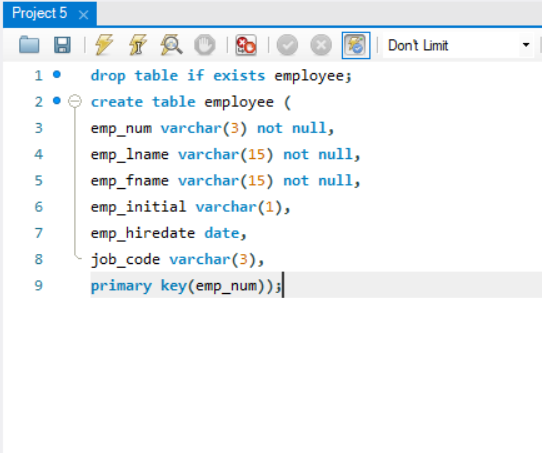 Project 5
Don't Limit
1 drop table if exists employee;
2 create table employee (
3 emp_num varchar(3) not null,
4 emp_lname varchar(15) not null,
5 emp_fname varchar(15) not null,
6 emp_initial varchar(1),
7 emp_hiredate date,
8 job_code varchar(3),
9 primary key(emp_num));